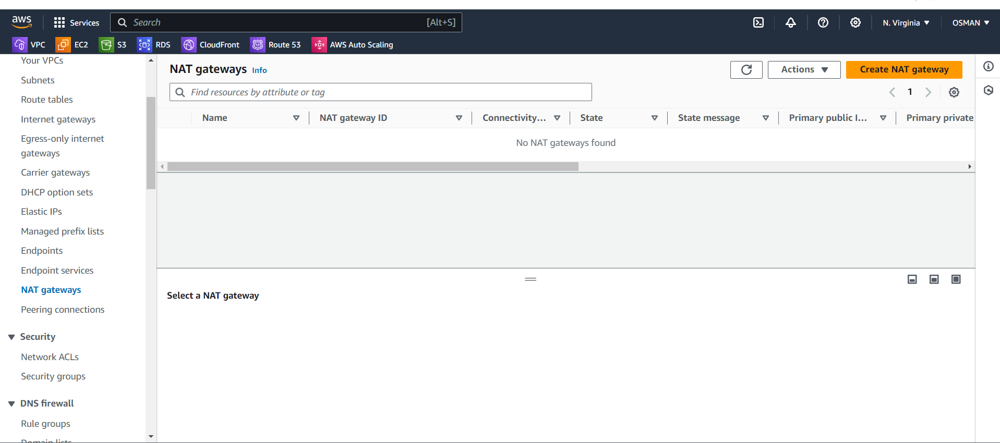 aws
Services
Search
[Alt+S]
N. Virginia
OSMAN
VPC
EC2
S3
RDS
CloudFront
Route 53
AWS Auto Scaling
Your VPCs
Subnets
Route tables
Internet gateways
Egress-only internet
gateways
Carrier gateways
DHCP option sets
Elastic IPs
Managed prefix lists
Endpoints
Endpoint services
NAT gateways
Peering connections
Security
Network ACLs
Security groups
DNS firewall
Rule groups
Domain lists
NAT gateways Info
Actions
Create NAT gateway
Find resources by attribute or tag
1
Name
NAT gateway ID
Connectivity...
State
State message
Primary public I...
Primary private
No NAT gateways found
Select a NAT gateway